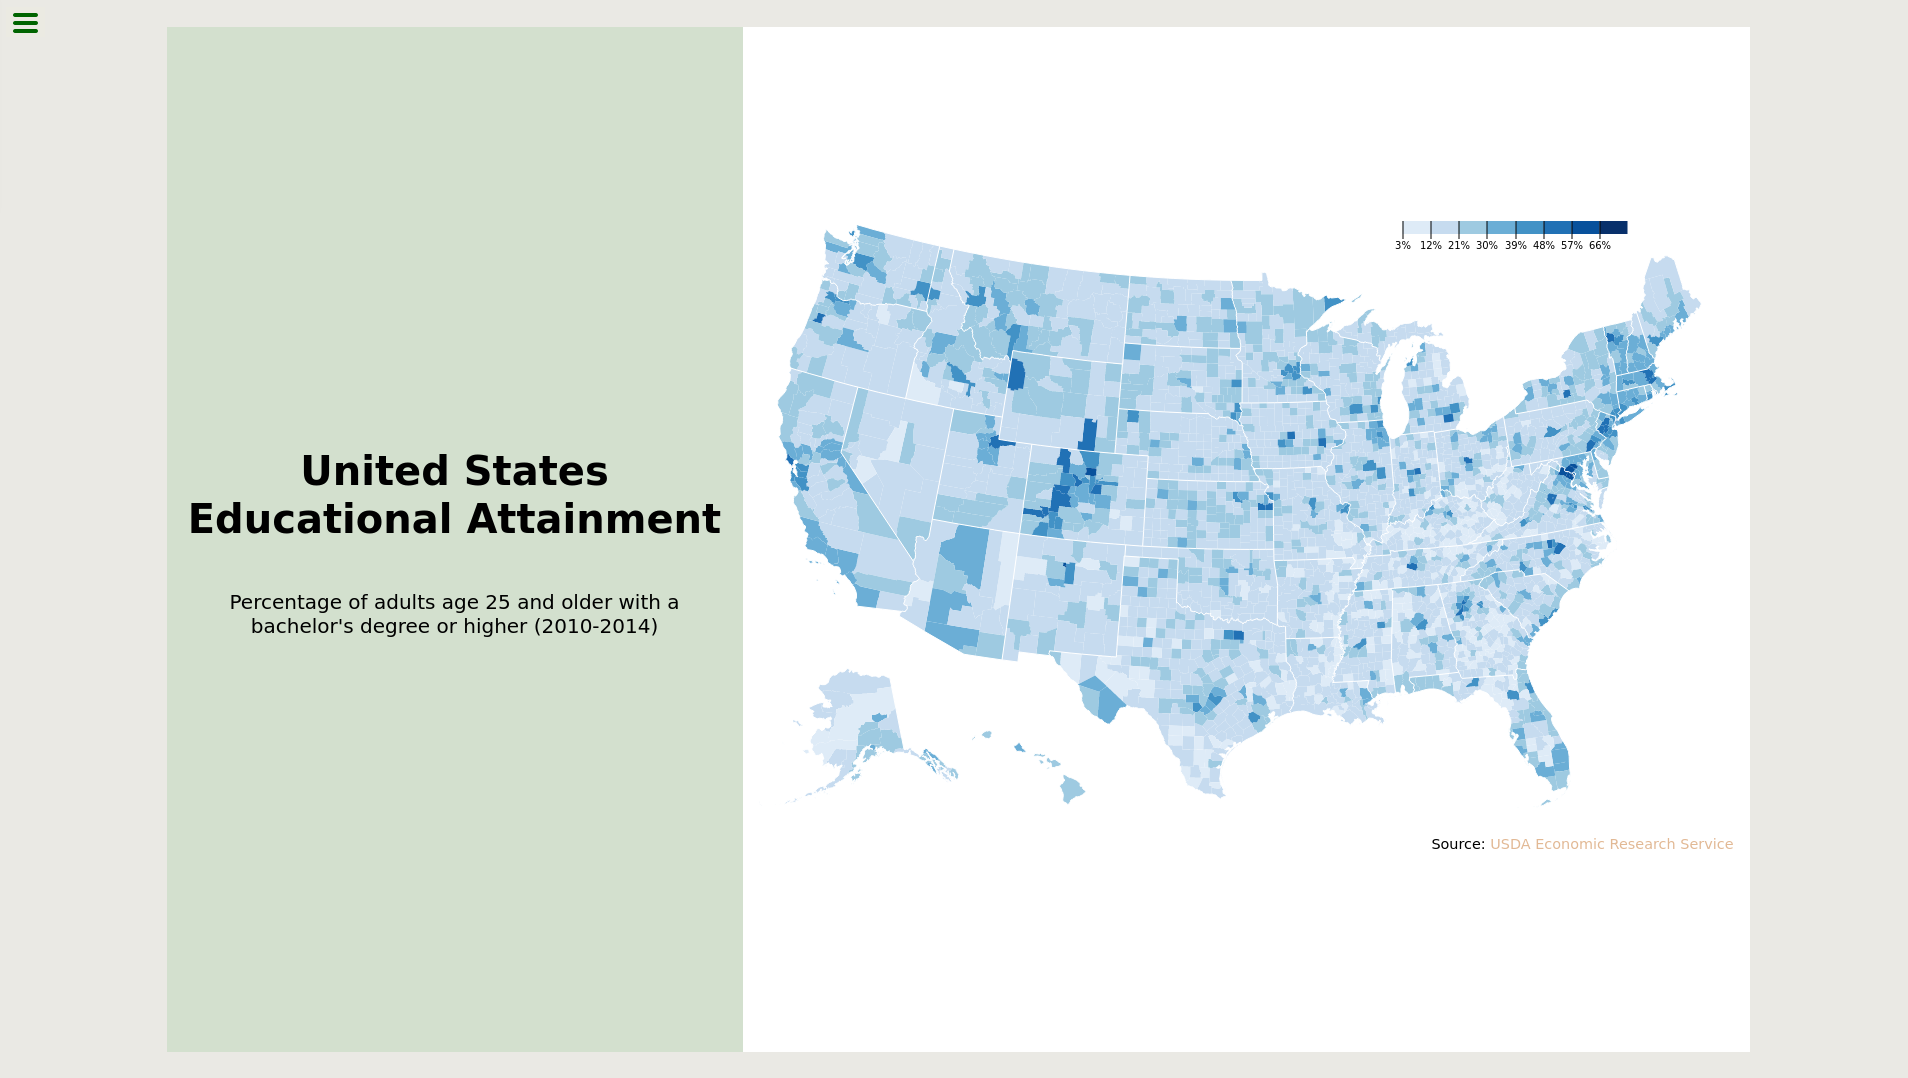 United States
Educational Attainment
Percentage of adults age 25 and older with a
bachelor's degree or higher (2010-2014)
3% 12% 21% 30% 39% 48% 57% 66%
Source: USDA Economic Research Service